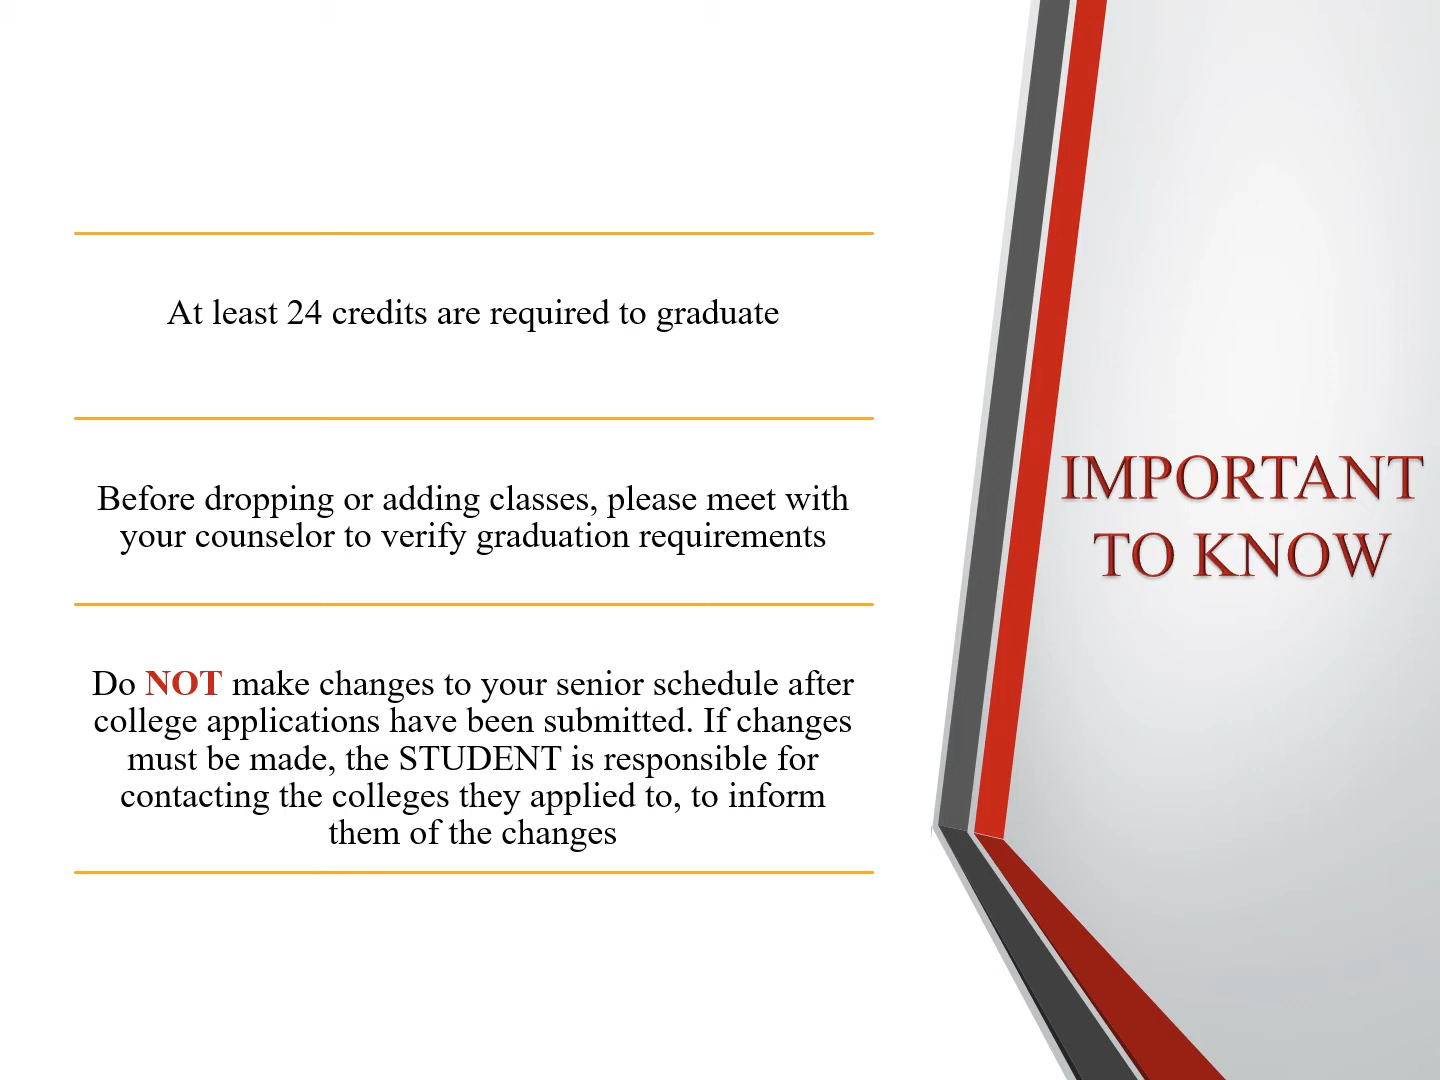 At least 24 credits are required to graduate
Before dropping or adding classes, please meet with
your counselor to verify graduation requirements
Do NOT make changes to your senior schedule after
college applications have been submitted. If changes
must be made, the STUDENT is responsible for
contacting the colleges they applied to, to inform
them of the changes
IMPORTANT
TO KNOW